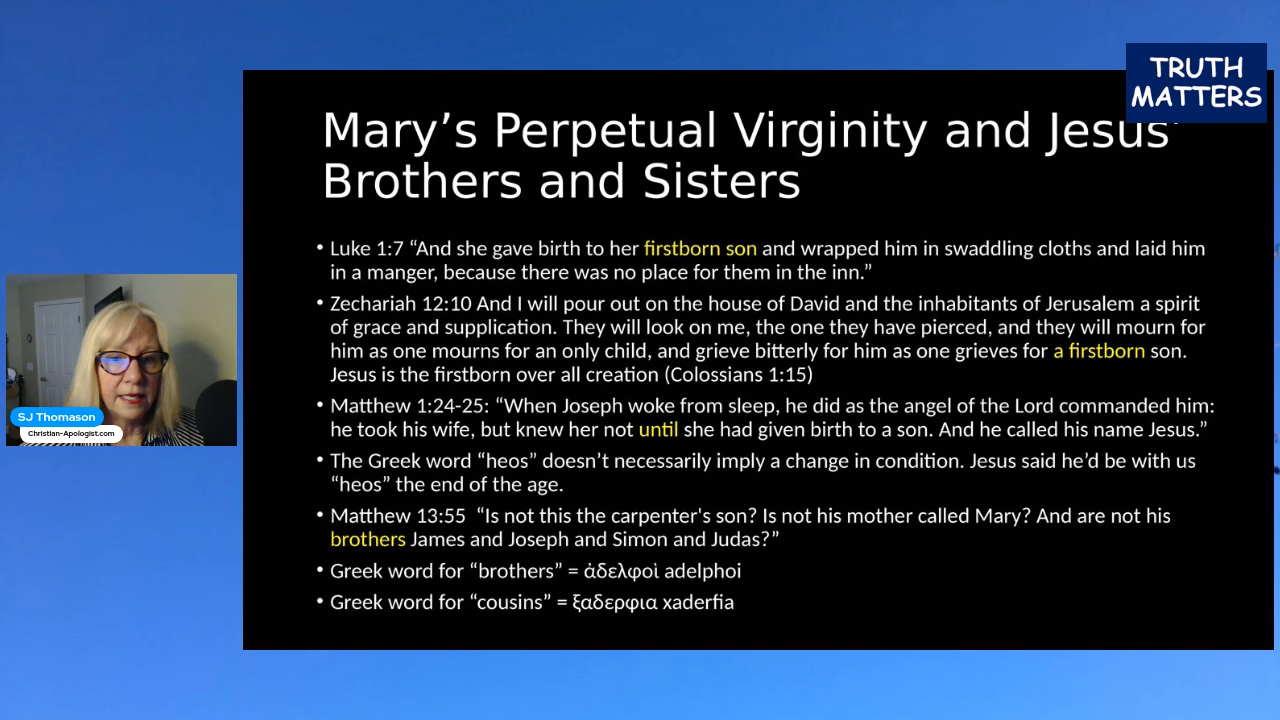 TRUTH
MATTERS
Mary’s Perpetual Virginity and Jesus’
Brothers and Sisters
• Luke 1:7 “And she gave birth to her firstborn son and wrapped him in swaddling cloths and laid him
in a manger, because there was no place for them in the inn.”
• Zechariah 12:10 And I will pour out on the house of David and the inhabitants of Jerusalem a spirit
of grace and supplication. They will look on me, the one they have pierced, and they will mourn for
him as one mourns for an only child, and grieve bitterly for him as one grieves for a firstborn son.
Jesus is the firstborn over all creation (Colossians 1:15)
• Matthew 1:24-25: “When Joseph woke from sleep, he did as the angel of the Lord commanded him:
he took his wife, but knew her not until she had given birth to a son. And he called his name Jesus.”
• The Greek word “heos” doesn’t necessarily imply a change in condition. Jesus said he’d be with us
“heos” the end of the age.
• Matthew 13:55  “Is not this the carpenter's son? Is not his mother called Mary? And are not his
brothers James and Joseph and Simon and Judas?”
• Greek word for “brothers” = ἀδελφοὶ adelphoi
• Greek word for “cousins” = ξαδερφια xaderfia
SJ Thomason
Christian-Apologist.com